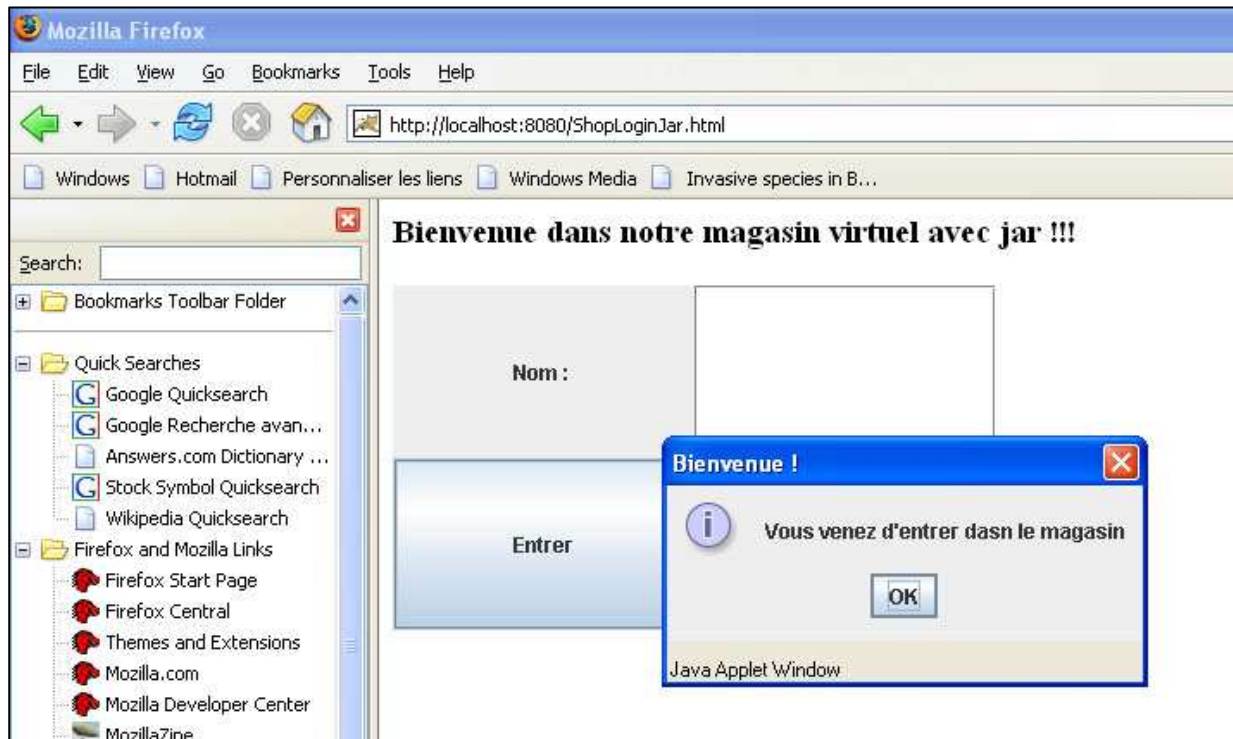 Mozilla Firefox
File Edit View Go Bookmarks Tools Help
http://localhost:8080/ShopLoginJar.html
Windows Hotmail Personnaliser les liens Windows Media Invasive species in B...
Search:
Bookmarks Toolbar Folder
Quick Searches
Google Quicksearch
Google Recherche avan...
Answers.com Dictionary ...
Stock Symbol Quicksearch
Wikipedia Quicksearch
Firefox and Mozilla Links
Firefox Start Page
Firefox Central
Themes and Extensions
Mozilla.com
Mozilla Developer Center
MozillaZine
Bienvenue dans notre magasin virtuel avec jar !!!
Nom :
Entrer
Bienvenue !
Vous venez d'entrer dasn le magasin
OK
Java Applet Window